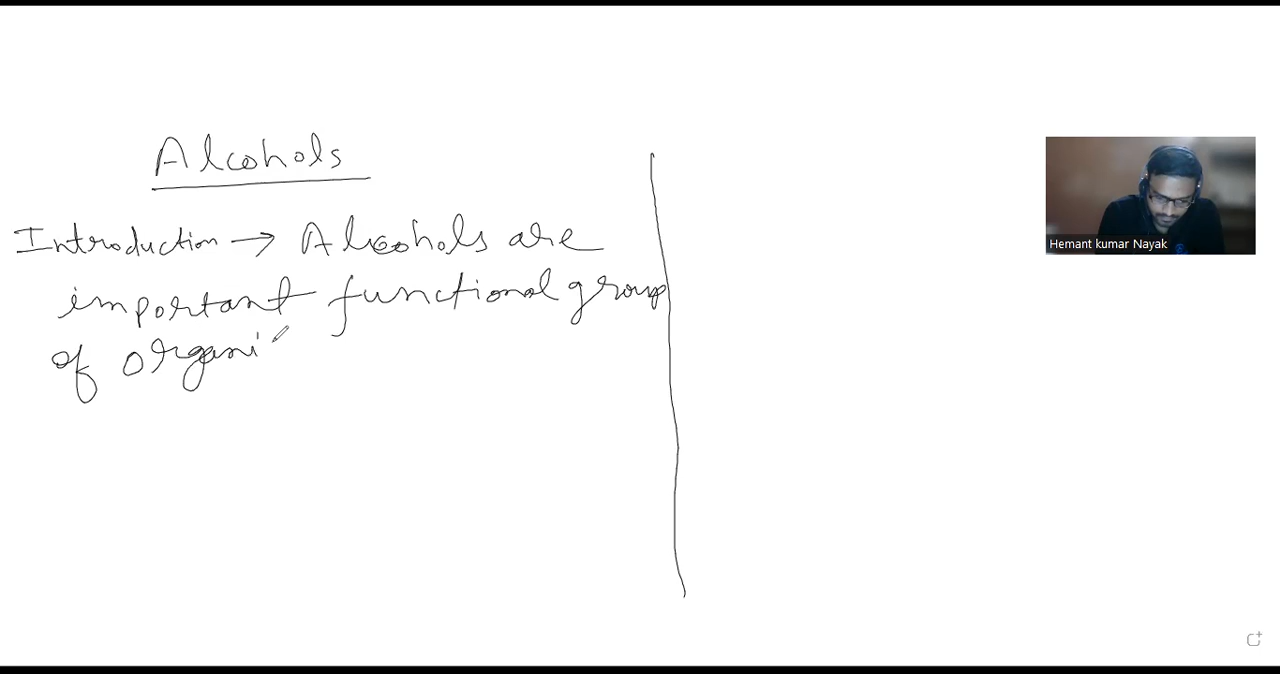 Alcohols
Introduction → Alcohols are
important functional group
of organi
Hemant kumar Nayak